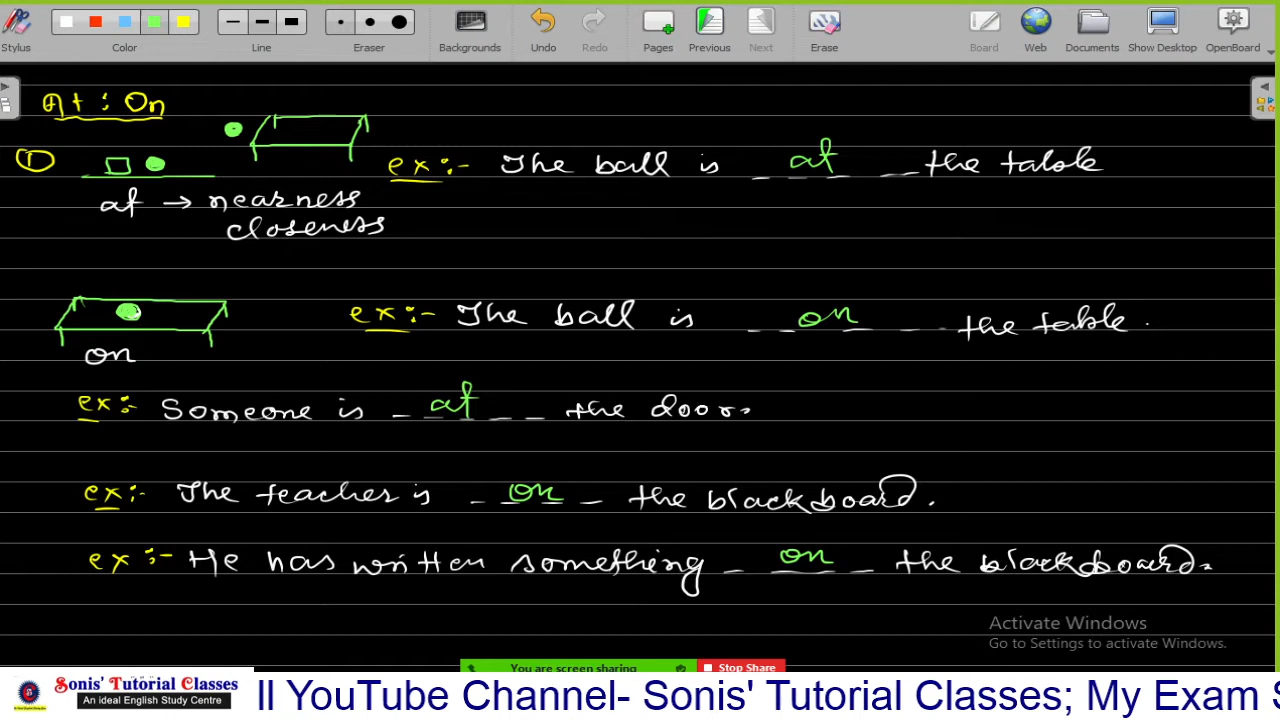 Stylus
Color
Line
Eraser
Backgrounds
Undo
Redo
Pages
Previous
Next
Erase
Board
Web
Documents
Show Desktop
OpenBoard
At : On
① ex:- The ball is _ at _ _ the table
at → nearness
closeness
ex:- The ball is _ _ on _ _ the table.
on
ex:- Someone is _ at _ _ the door.
ex:- The teacher is _ on _ the blackboard.
ex:- He has written something _ on _ the blackboard.
Activate Windows
Go to Settings to activate Windows.
You are screen sharing Stop Share
Sonis' Tutorial Classes
An ideal English Study Centre
ll YouTube Channel- Sonis' Tutorial Classes; My Exam S